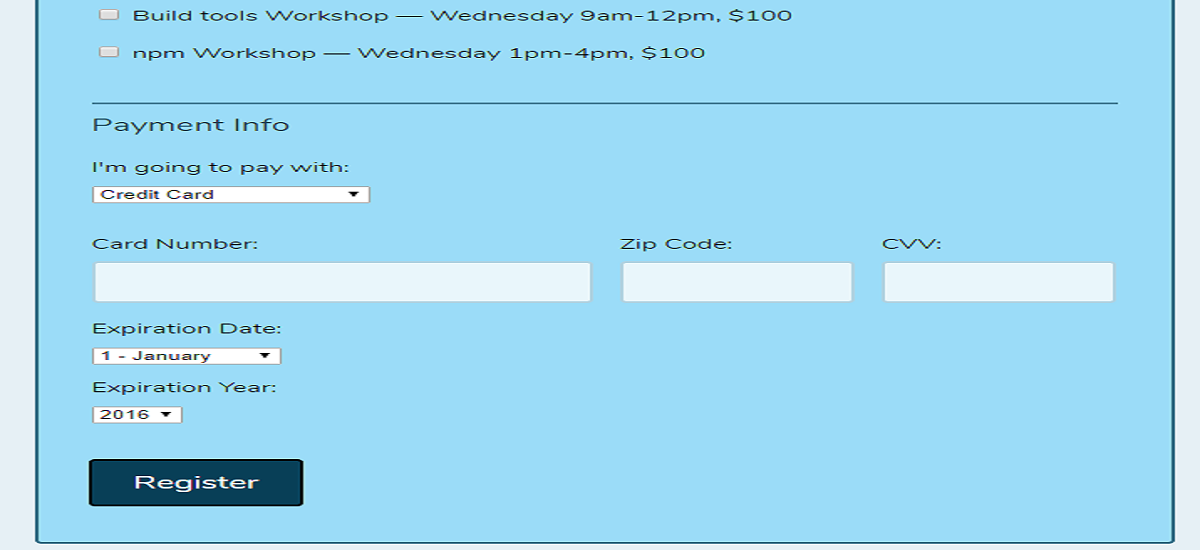 Build tools Workshop — Wednesday 9am-12pm, $100
npm Workshop — Wednesday 1pm-4pm, $100
Payment Info
I'm going to pay with:
Credit Card
Card Number: Zip Code: CVV:
Expiration Date:
1 - January
Expiration Year:
2016
Register